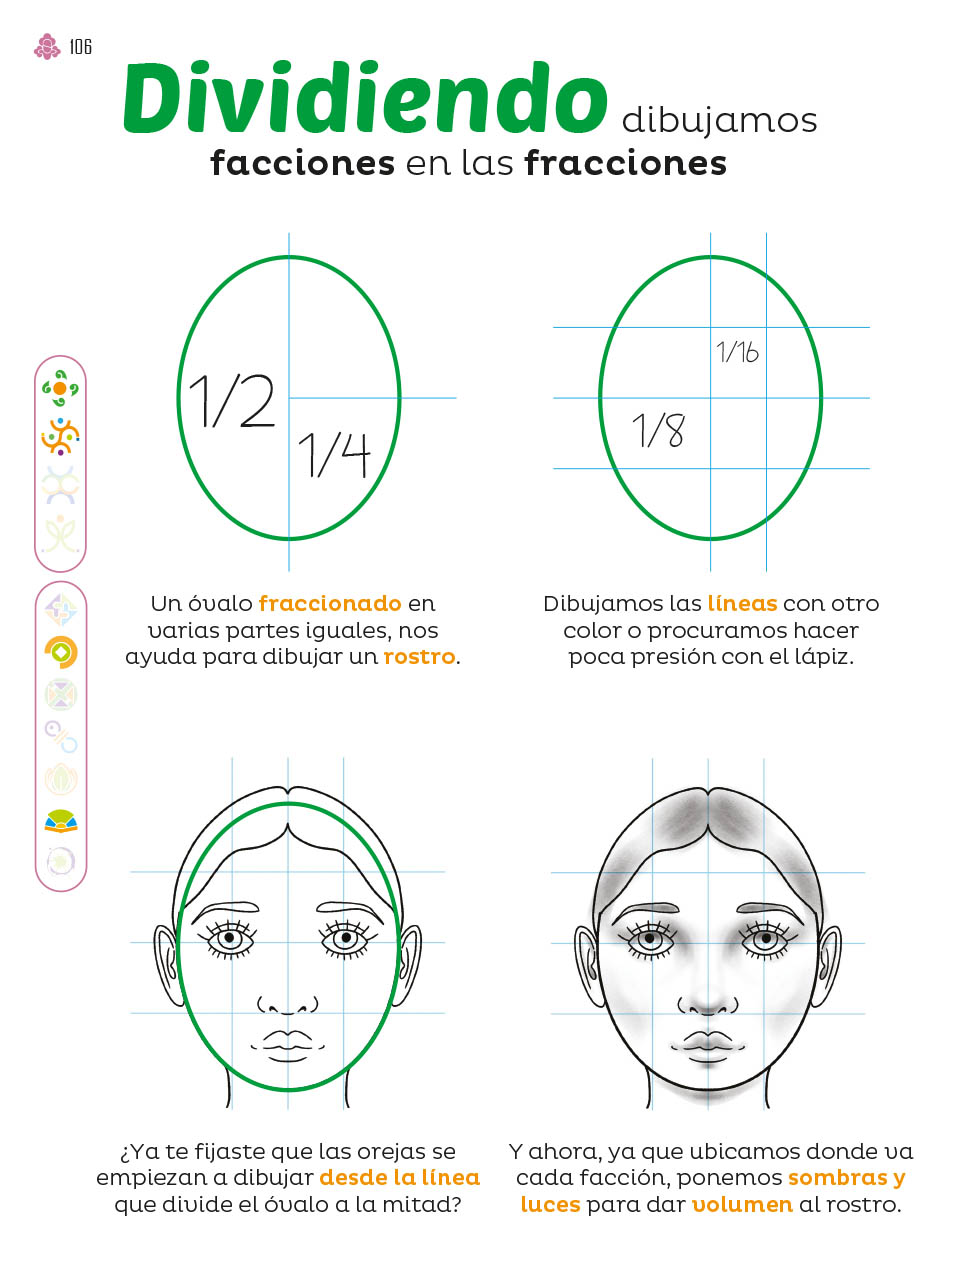 106
Dividiendo dibujamos
facciones en las fracciones
1/2
1/4
1/16
1/8
Un óvalo fraccionado en
varias partes iguales, nos
ayuda para dibujar un rostro.
Dibujamos las líneas con otro
color o procuramos hacer
poca presión con el lápiz.
¿Ya te fijaste que las orejas se
empiezan a dibujar desde la línea
que divide el óvalo a la mitad?
Y ahora, ya que ubicamos donde va
cada facción, ponemos sombras y
luces para dar volumen al rostro.